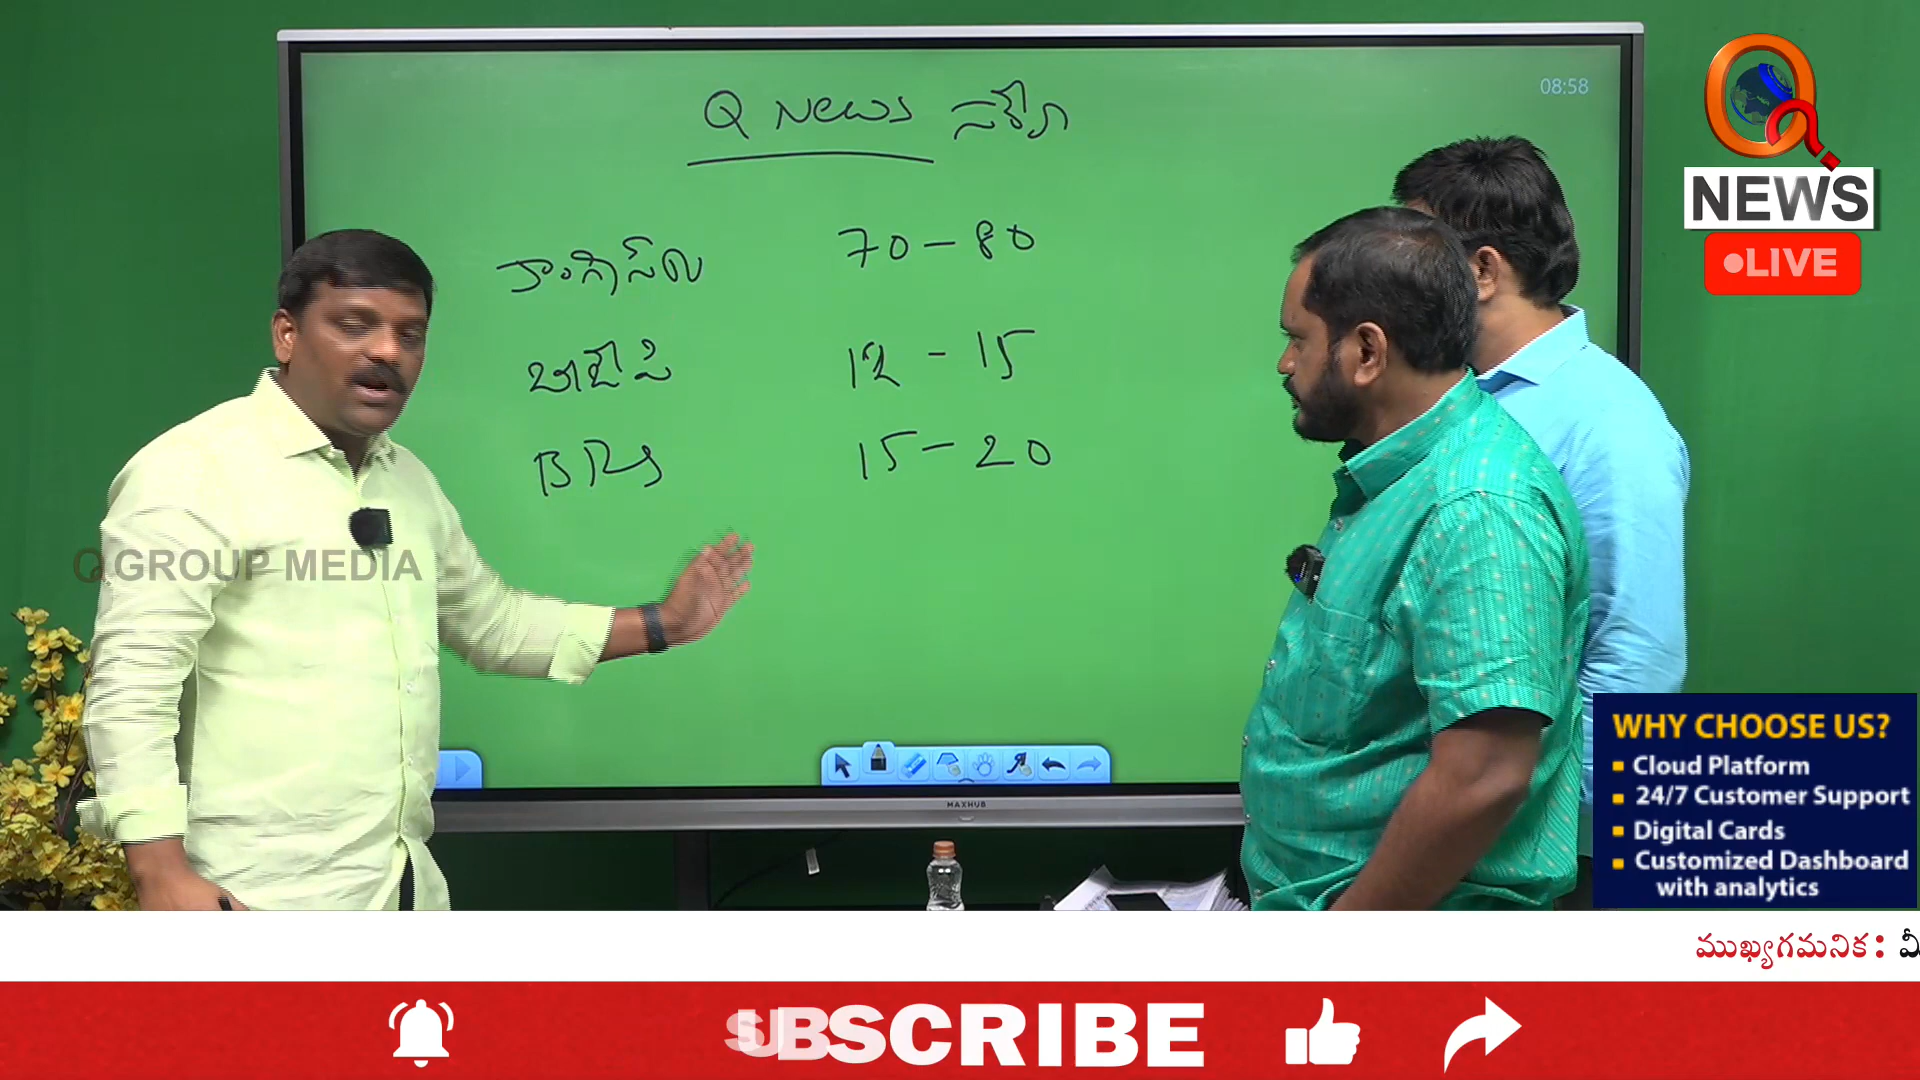 Q News సర్వే
08:58
కాంగ్రెస్ 70-80
బీజేపీ 12-15
BRS 15-20
Q NEWS
LIVE
Q GROUP MEDIA
MAXHUB
WHY CHOOSE US?
Cloud Platform
24/7 Customer Support
Digital Cards
Customized Dashboard
with analytics
ముఖ్యగమనిక: మీ
SUBSCRIBE